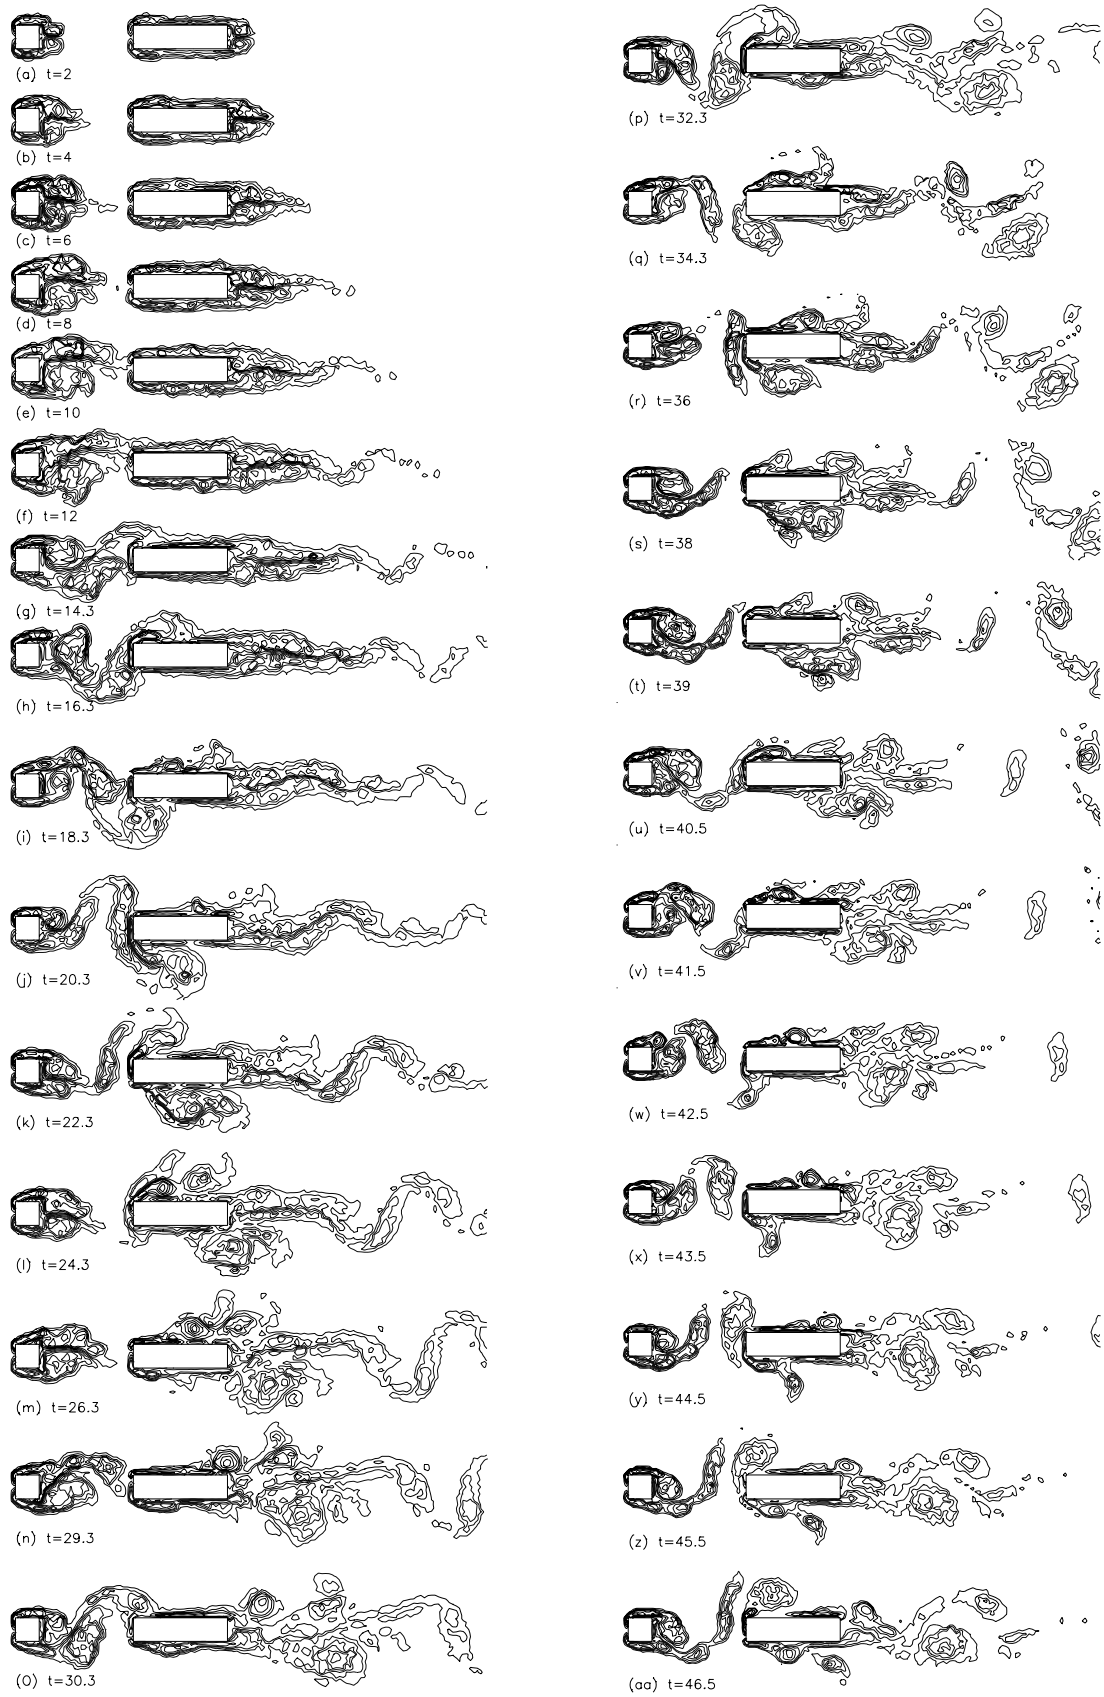 (a) t=2
(b) t=4
(c) t=6
(d) t=8
(e) t=10
(f) t=12
(g) t=14.3
(h) t=16.3
(i) t=18.3
(j) t=20.3
(k) t=22.3
(l) t=24.3
(m) t=26.3
(n) t=29.3
(O) t=30.3
(p) t=32.3
(q) t=34.3
(r) t=36
(s) t=38
(t) t=39
(u) t=40.5
(v) t=41.5
(w) t=42.5
(x) t=43.5
(y) t=44.5
(z) t=45.5
(aa) t=46.5